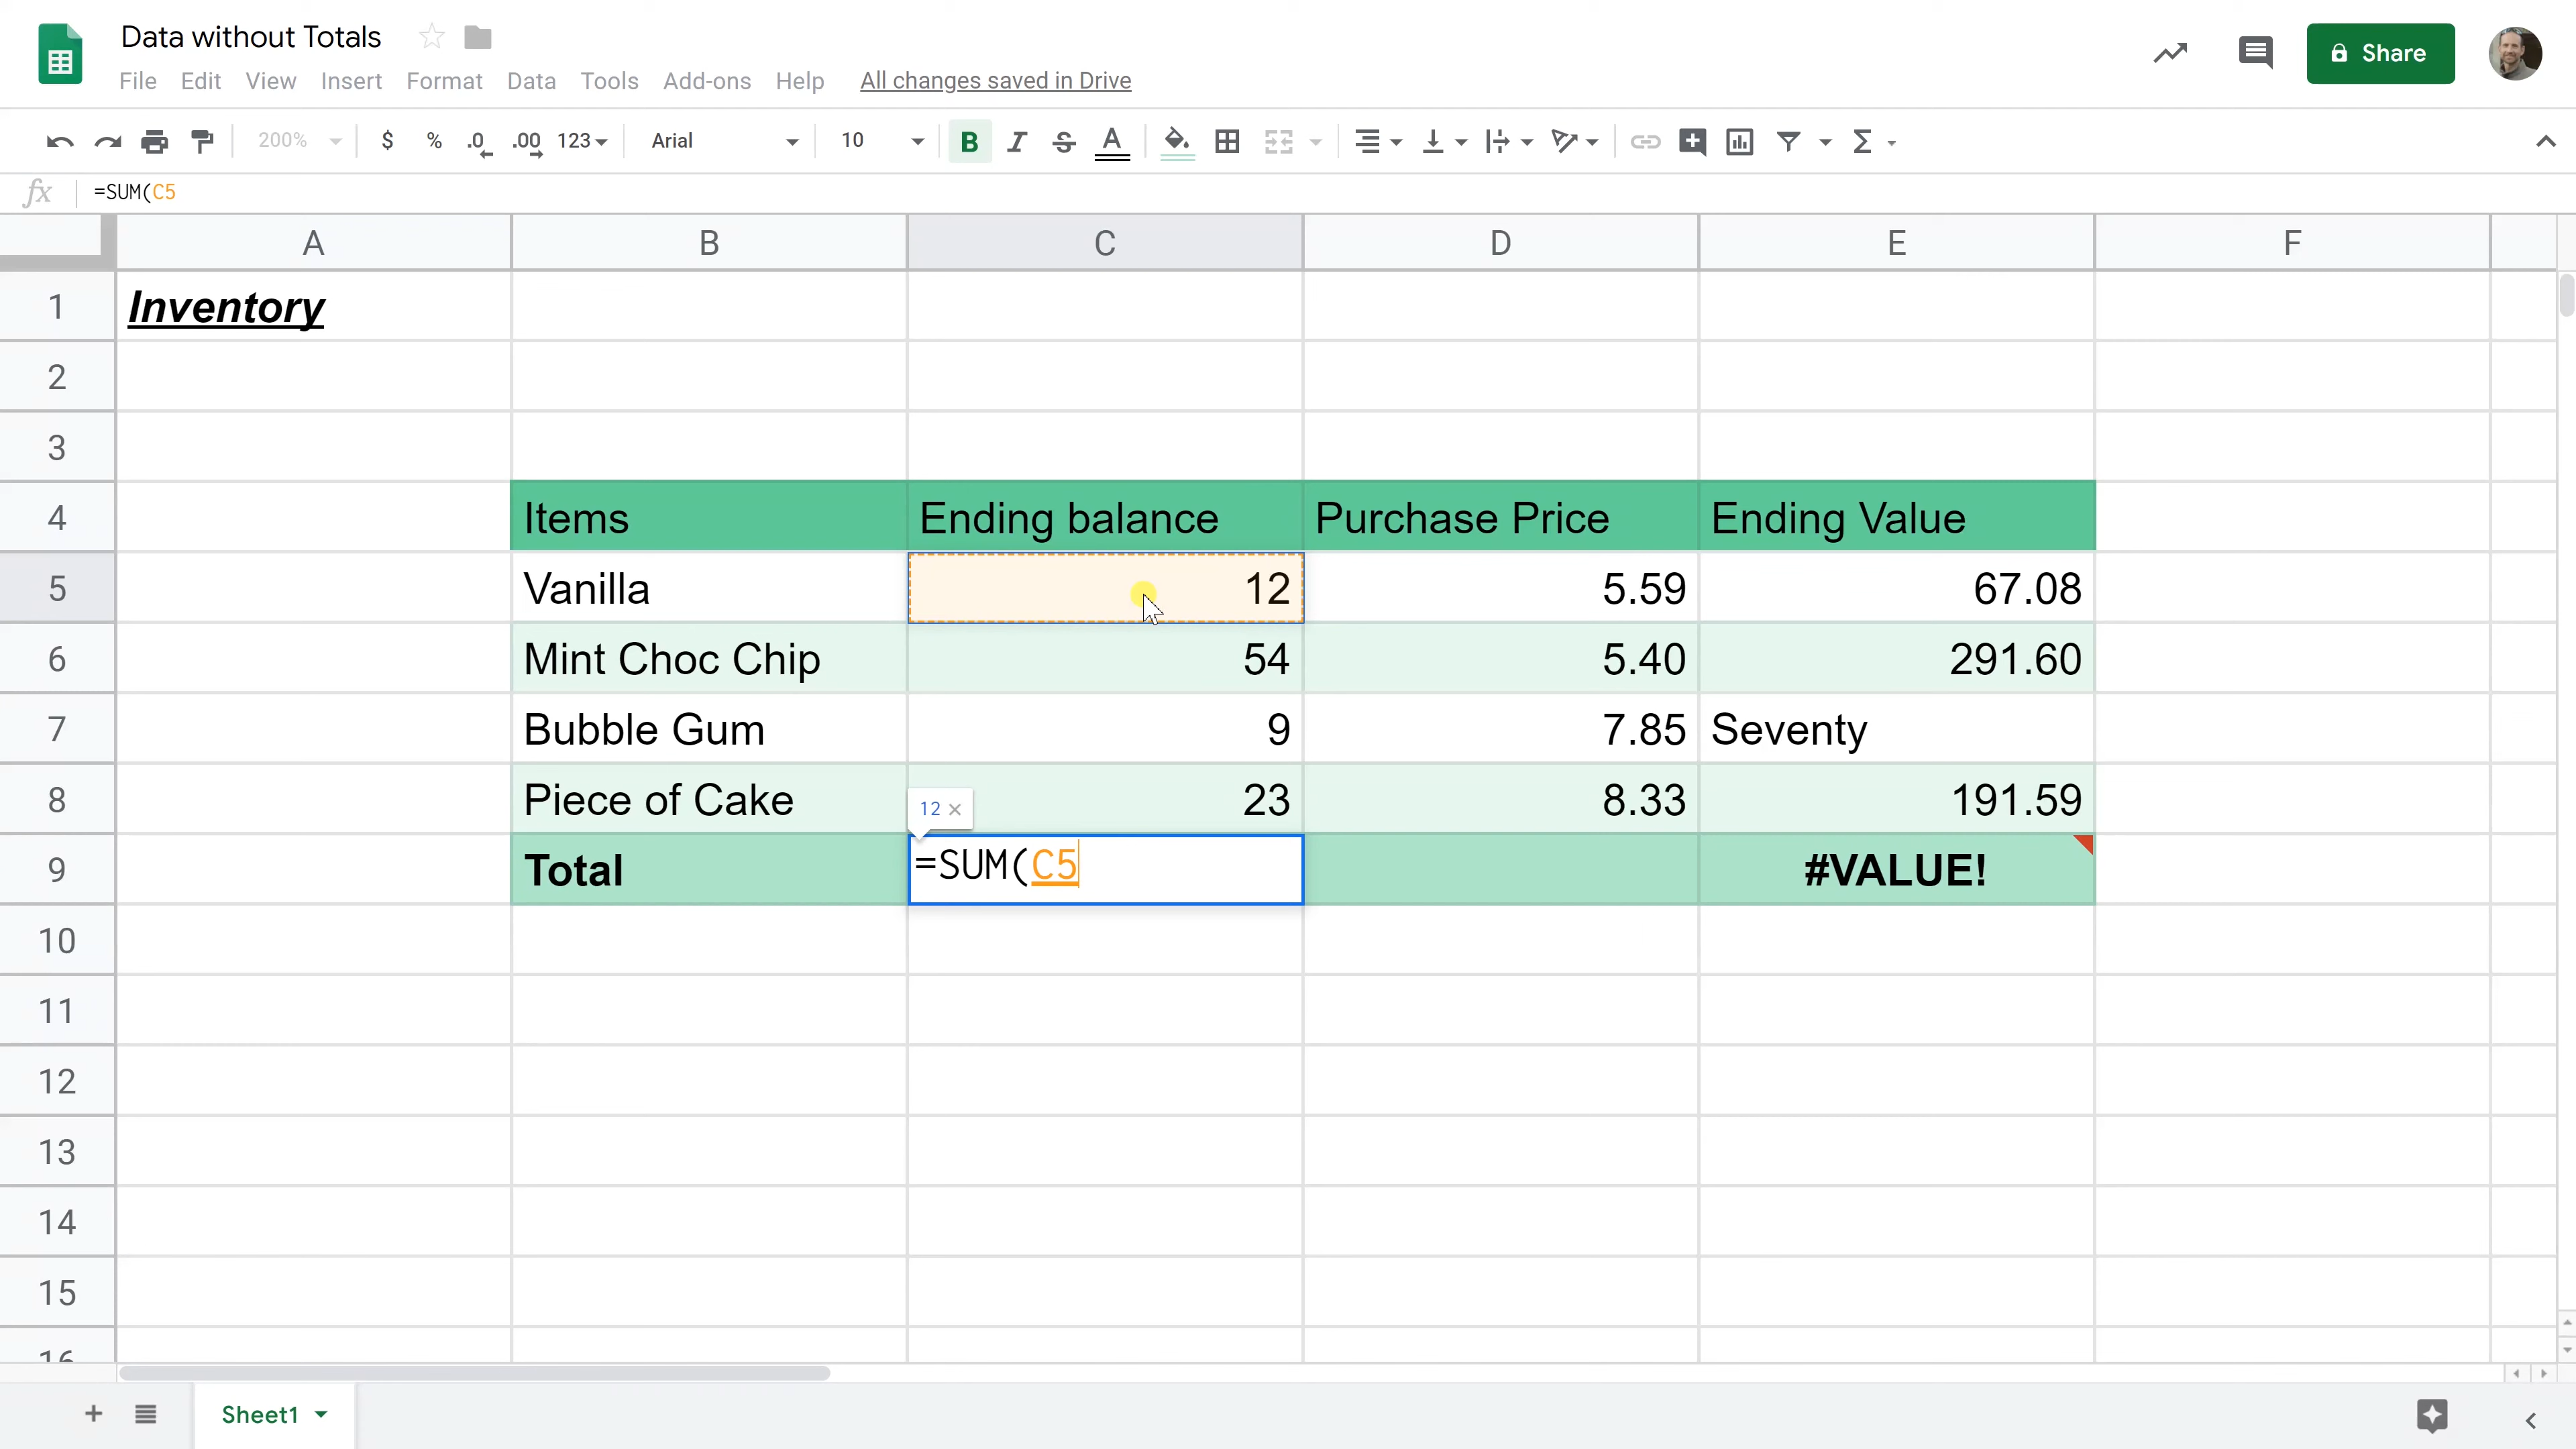 Data without Totals
File Edit View Insert Format Data Tools Add-ons Help All changes saved in Drive
Share
200% $ % .0 .00 123 Arial 10 B I S A Σ
fx =SUM(C5
A B C D E F
1 Inventory
2
3
4 Items Ending balance Purchase Price Ending Value
5 Vanilla 12 5.59 67.08
6 Mint Choc Chip 54 5.40 291.60
7 Bubble Gum 9 7.85 Seventy
8 Piece of Cake 23 8.33 191.59
12 ×
9 Total =SUM(C5 #VALUE!
10
11
12
13
14
15
16
+ Sheet1